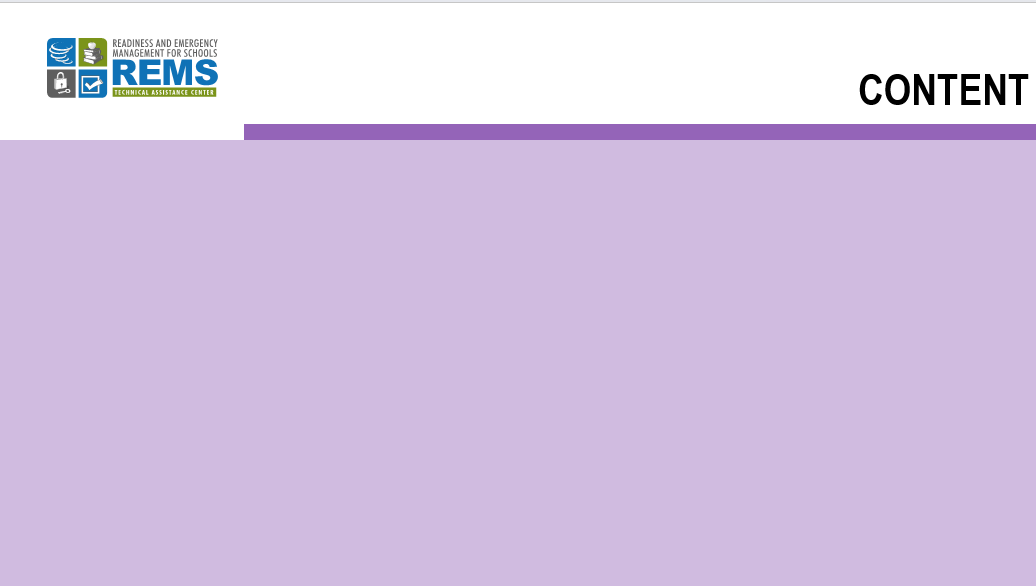 READINESS AND EMERGENCY
MANAGEMENT FOR SCHOOLS
REMS
TECHNICAL ASSISTANCE CENTER
CONTENT